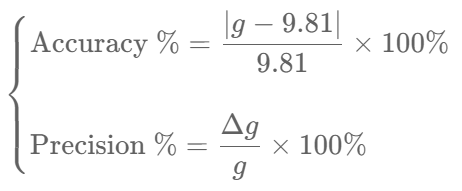 Accuracy % = |g − 9.81| / 9.81 × 100%
Precision % = Δg / g × 100%